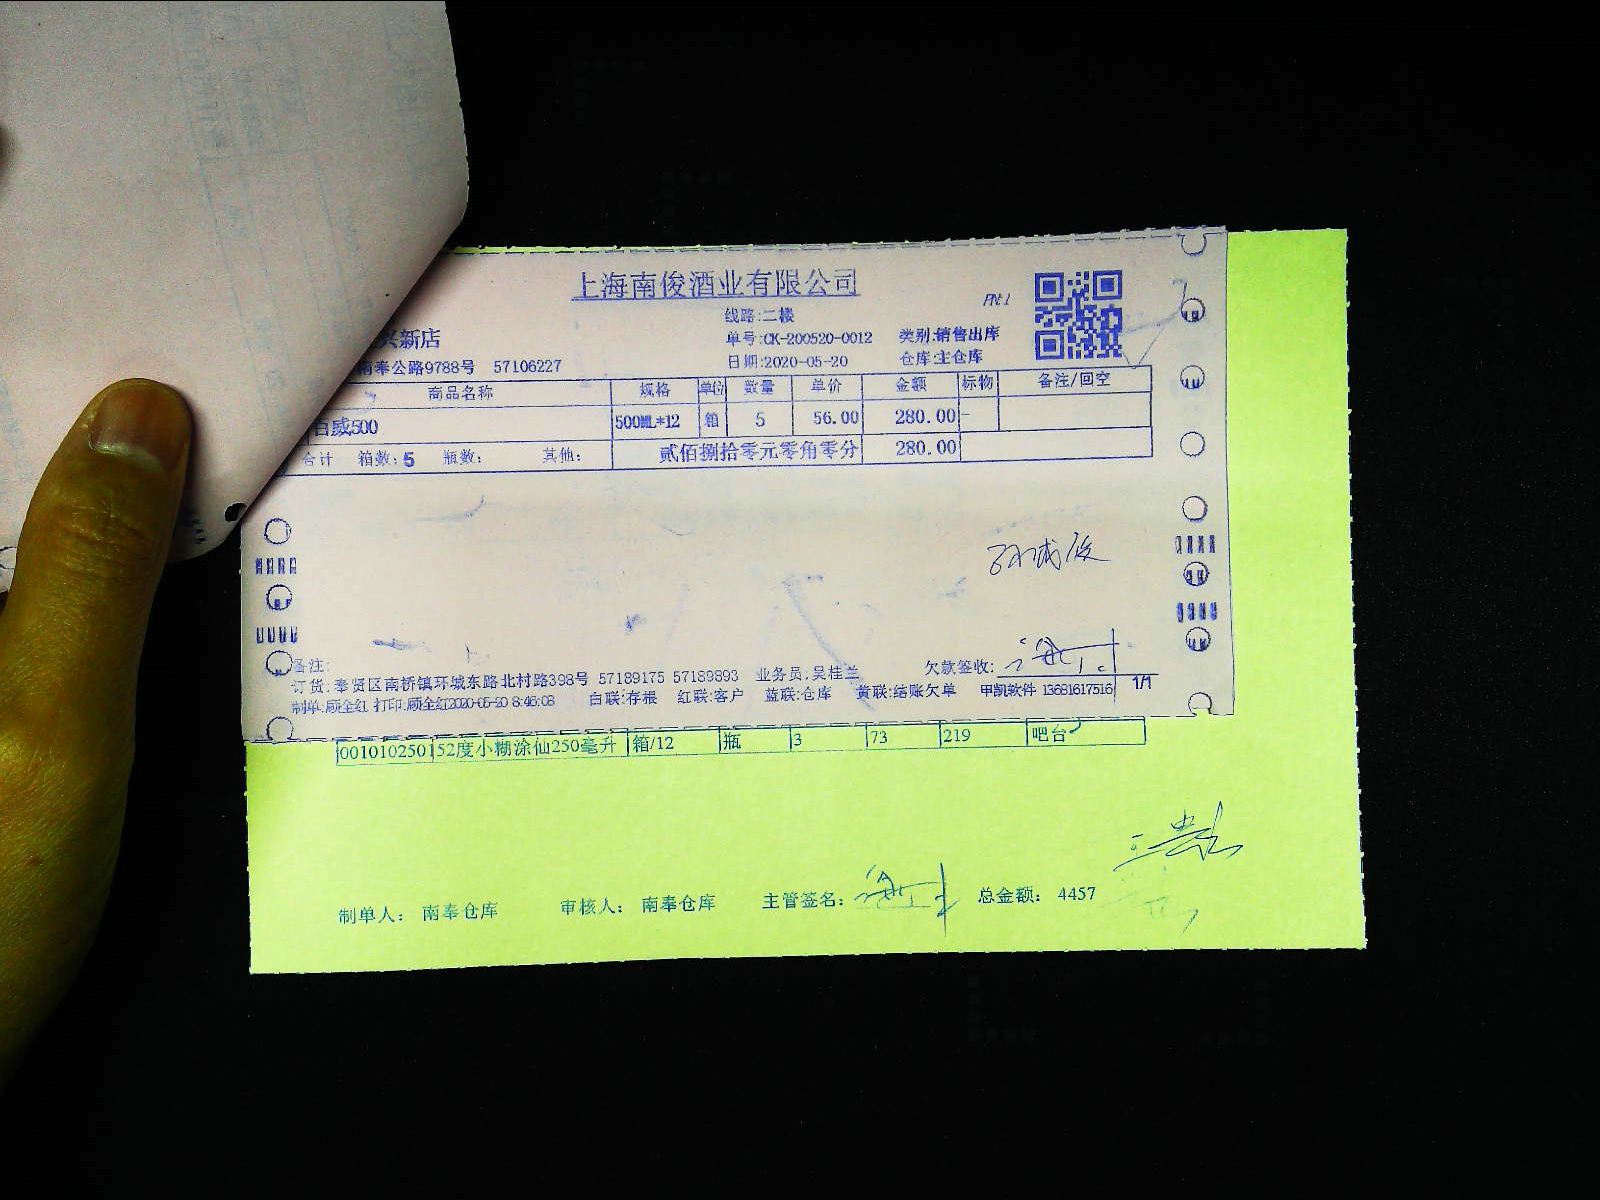 上海南俊酒业有限公司
PN:1
线路:二楼
兴新店
单号:CK-200520-0012 类别:销售出库
南奉公路9788号 57106227 日期:2020-05-20 仓库:主仓库
商品名称 规格 单位 数量 单价 金额 标物 备注/回空
百威500 500ML*12 箱 5 56.00 280.00 -
合计 箱数:5 瓶数: 其他: 贰佰捌拾零元零角零分 280.00
备注: 欠款签收:
订货:奉贤区南桥镇环城东路北村路398号 57189175 57189893 业务员:吴桂兰
制单:顾全红 打印:顾全红2020-05-20 8:46:08 白联:存根 红联:客户 蓝联:仓库 黄联:结账欠单 甲凯软件 13681617516 1/1
0010102501 52度小糊涂仙250毫升 箱/12 瓶 3 73 219 吧台
制单人: 南奉仓库 审核人: 南奉仓库 主管签名: 总金额: 4457